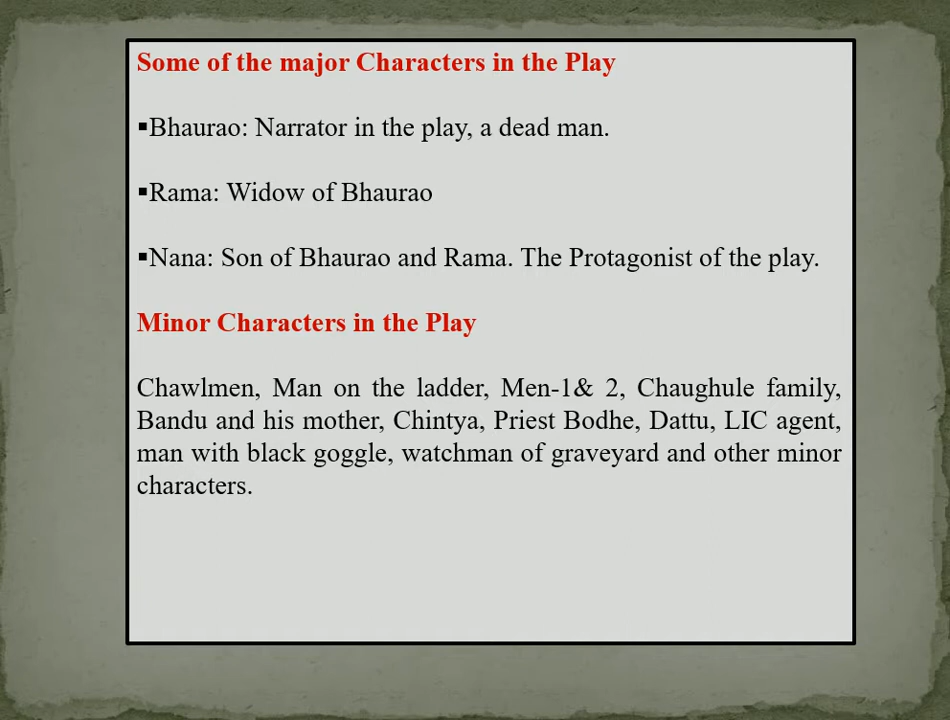 Some of the major Characters in the Play
▪Bhaurao: Narrator in the play, a dead man.
▪Rama: Widow of Bhaurao
▪Nana: Son of Bhaurao and Rama. The Protagonist of the play.
Minor Characters in the Play
Chawlmen, Man on the ladder, Men-1& 2, Chaughule family,
Bandu and his mother, Chintya, Priest Bodhe, Dattu, LIC agent,
man with black goggle, watchman of graveyard and other minor
characters.